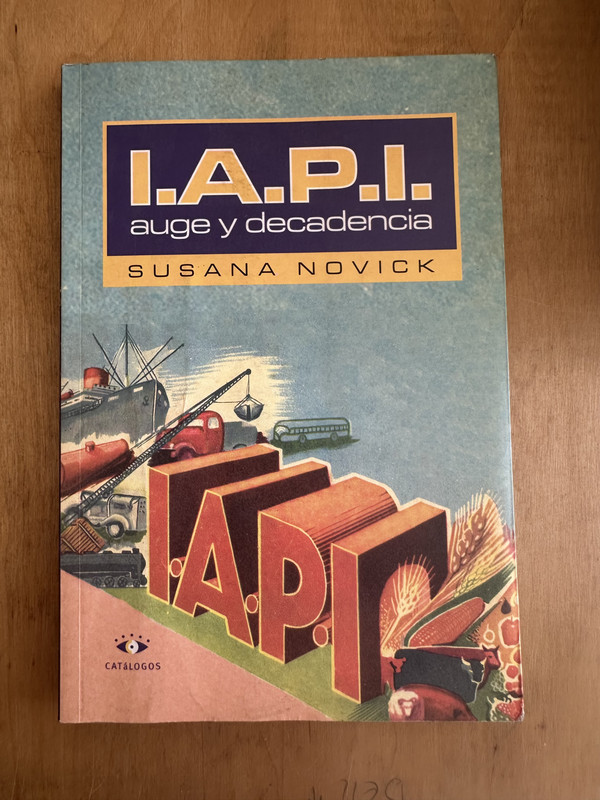 I.A.P.I.
auge y decadencia
SUSANA NOVICK
I.A.P.I
CATáLOGOS